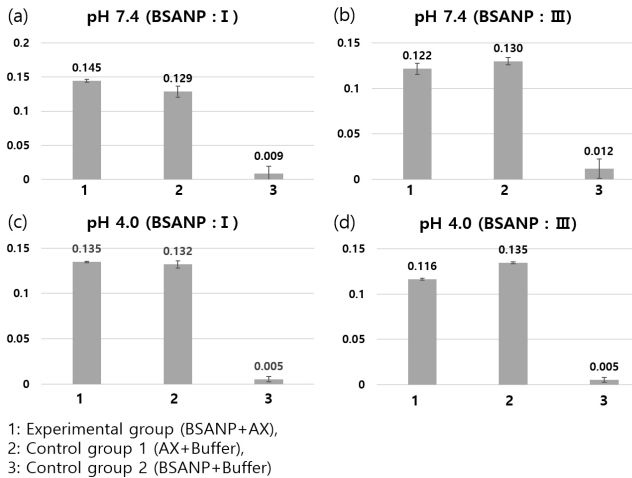 (a)
pH 7.4 (BSANP : Ⅰ)
0.2
0.15
0.1
0.05
0
0.145
0.129
0.009
1 2 3
(b)
pH 7.4 (BSANP : Ⅲ)
0.15
0.1
0.05
0
0.122
0.130
0.012
1 2 3
(c)
pH 4.0 (BSANP : Ⅰ)
0.15
0.1
0.05
0
0.135
0.132
0.005
1 2 3
(d)
pH 4.0 (BSANP : Ⅲ)
0.15
0.1
0.05
0
0.116
0.135
0.005
1 2 3
1: Experimental group (BSANP+AX),
2: Control group 1 (AX+Buffer),
3: Control group 2 (BSANP+Buffer)